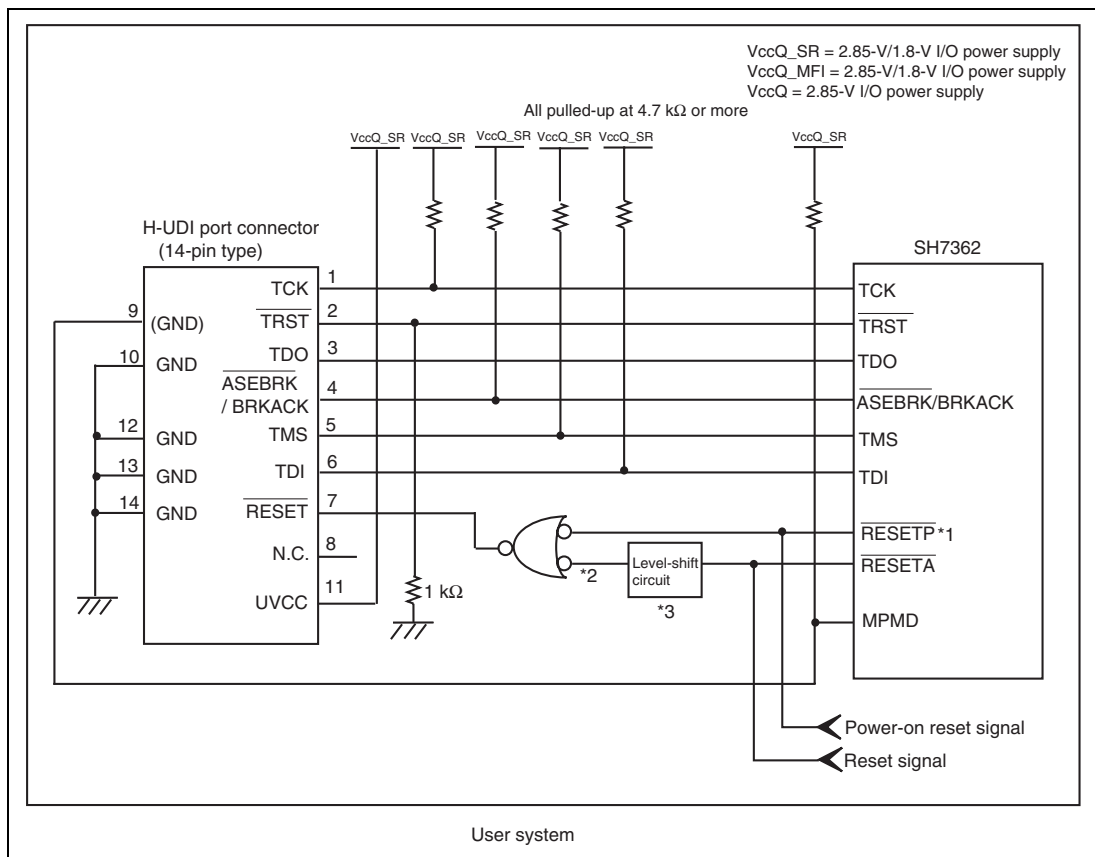 VccQ_SR = 2.85-V/1.8-V I/O power supply
VccQ_MFI = 2.85-V/1.8-V I/O power supply
VccQ = 2.85-V I/O power supply
All pulled-up at 4.7 kΩ or more
VccQ_SR VccQ_SR VccQ_SR VccQ_SR VccQ_SR VccQ_SR
H-UDI port connector
(14-pin type)
SH7362
TCK 1 TCK
9 (GND) TRST 2 TRST
10 GND TDO 3 TDO
ASEBRK
/ BRKACK 4 ASEBRK/BRKACK
12 GND TMS 5 TMS
13 GND TDI 6 TDI
14 GND RESET 7 RESETP*1
N.C. 8 *2 Level-shift
circuit RESETA
*3
UVCC 11 1 kΩ MPMD
Power-on reset signal
Reset signal
User system